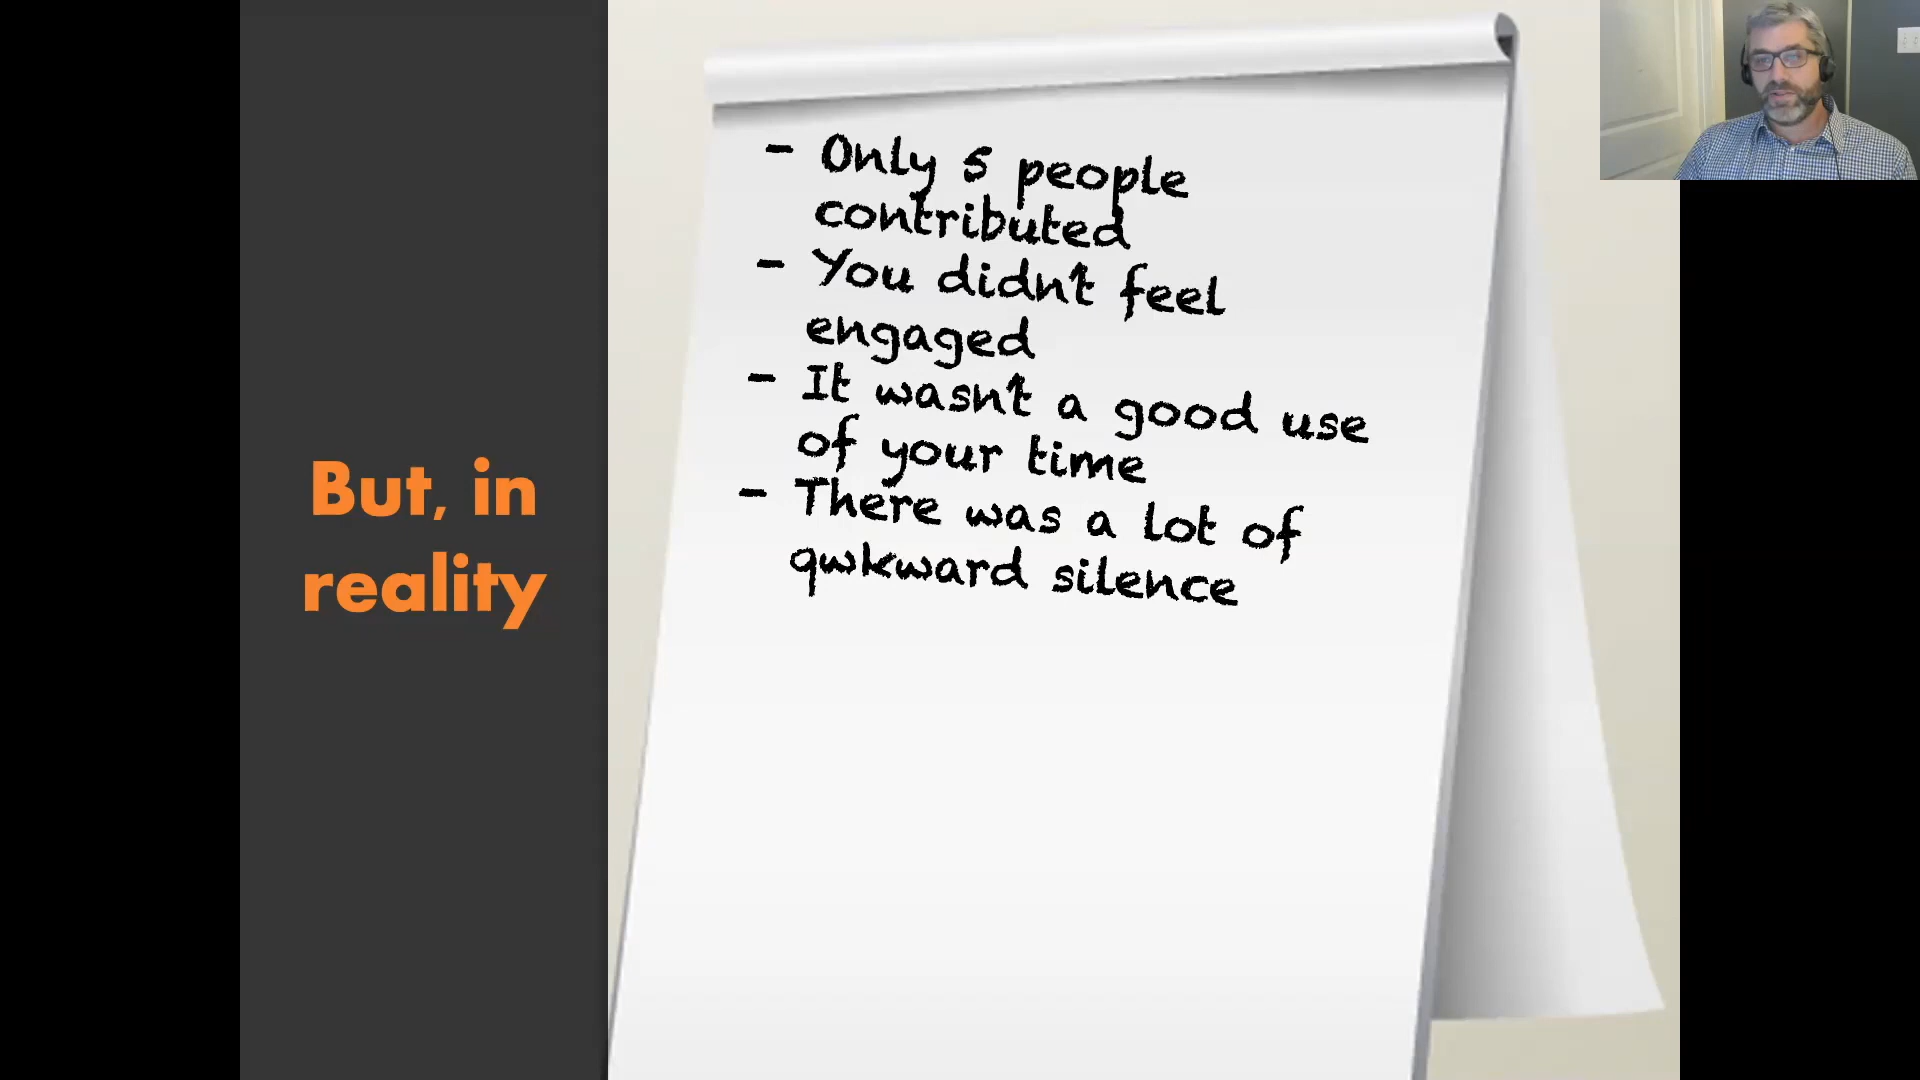 But, in
reality
- Only 5 people
contributed
- You didn't feel
engaged
- It wasn't a good use
of your time
- There was a lot of
qwkward silence